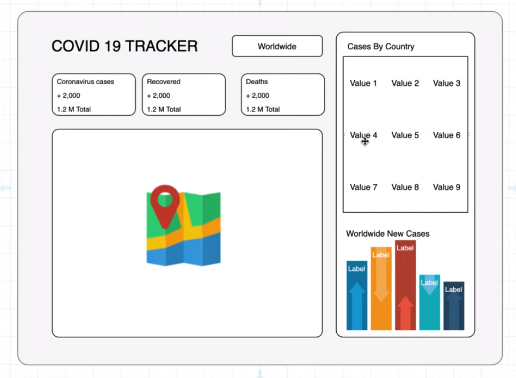 COVID 19 TRACKER
Worldwide
Coronavirus cases
+ 2,000
1.2 M Total
Recovered
+ 2,000
1.2 M Total
Deaths
+ 2,000
1.2 M Total
Cases By Country
Value 1 Value 2 Value 3
Value 4 Value 5 Value 6
Value 7 Value 8 Value 9
Worldwide New Cases
Label
Label
Label
Label
Label